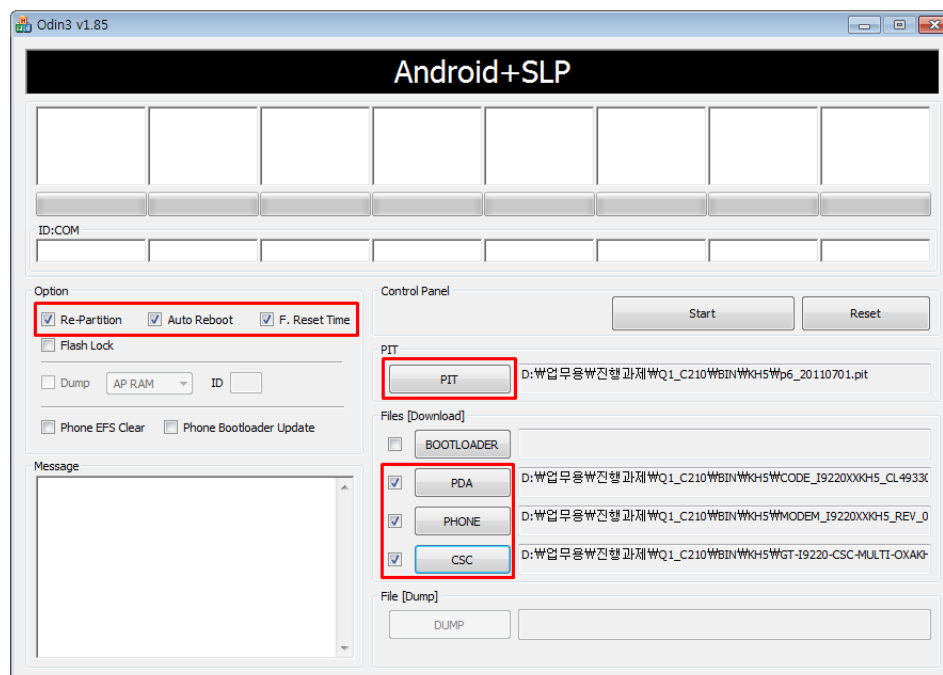 Odin3 v1.85
Android+SLP
ID:COM
Option
Re-Partition Auto Reboot F. Reset Time
Flash Lock
Dump AP RAM ID
Phone EFS Clear Phone Bootloader Update
Message
Control Panel
Start Reset
PIT
PIT D:₩업무용₩진행과제₩Q1_C210₩BIN₩KH5₩p6_20110701.pit
Files [Download]
BOOTLOADER
PDA D:₩업무용₩진행과제₩Q1_C210₩BIN₩KH5₩CODE_I9220XXKH5_CL49330
PHONE D:₩업무용₩진행과제₩Q1_C210₩BIN₩KH5₩MODEM_I9220XXKH5_REV_0
CSC D:₩업무용₩진행과제₩Q1_C210₩BIN₩KH5₩GT-I9220-CSC-MULTI-OXAKH
File [Dump]
DUMP